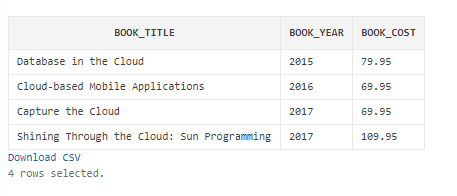 BOOK_TITLE BOOK_YEAR BOOK_COST
Database in the Cloud 2015 79.95
Cloud-based Mobile Applications 2016 69.95
Capture the Cloud 2017 69.95
Shining Through the Cloud: Sun Programming 2017 109.95
Download CSV
4 rows selected.